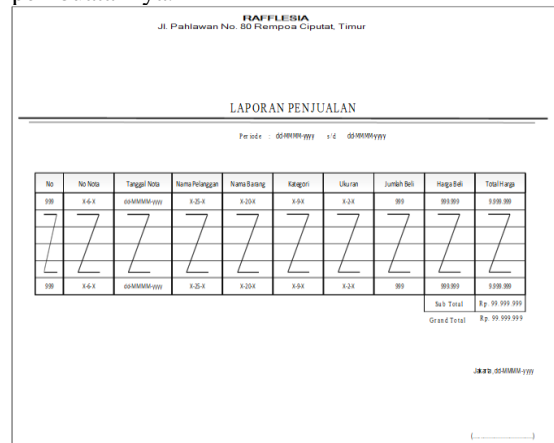 RAFFLESIA
Jl. Pahlawan No. 80 Rempoa Ciputat, Timur
LAPORAN PENJUALAN
Periode : dd-MMMM-yyyy s/d dd-MMMM-yyyy
No No Nota Tanggal Nota Nama Pelanggan Nama Barang Kategori Ukuran Jumlah Beli Harga Beli Total Harga
999 X-6-X dd-MMMM-yyyy X-25-X X-20-X X-9-X X-2-X 999 999.999 9.999.999
999 X-6-X dd-MMMM-yyyy X-25-X X-20-X X-9-X X-2-X 999 999.999 9.999.999
Sub Total Rp. 99.999.999
Grand Total Rp. 99.999.999
Jakarta ,dd-MMMM-yyyy
(........................)